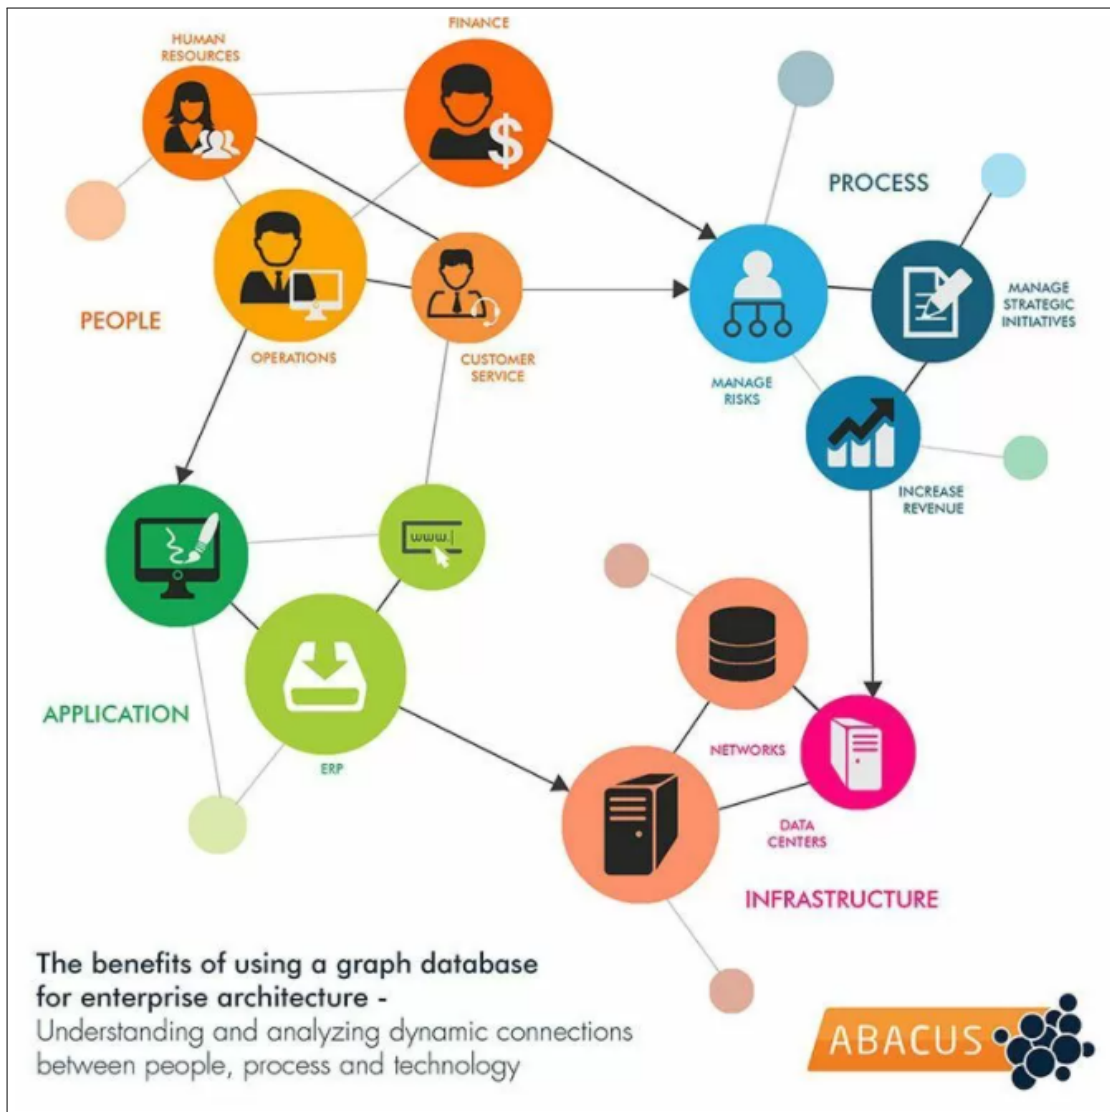 HUMAN
RESOURCES
FINANCE
$
PROCESS
PEOPLE
OPERATIONS
CUSTOMER
SERVICE
MANAGE
RISKS
MANAGE
STRATEGIC
INITIATIVES
INCREASE
REVENUE
www.
APPLICATION
ERP
NETWORKS
DATA
CENTERS
INFRASTRUCTURE
The benefits of using a graph database
for enterprise architecture -
Understanding and analyzing dynamic connections
between people, process and technology
ABACUS